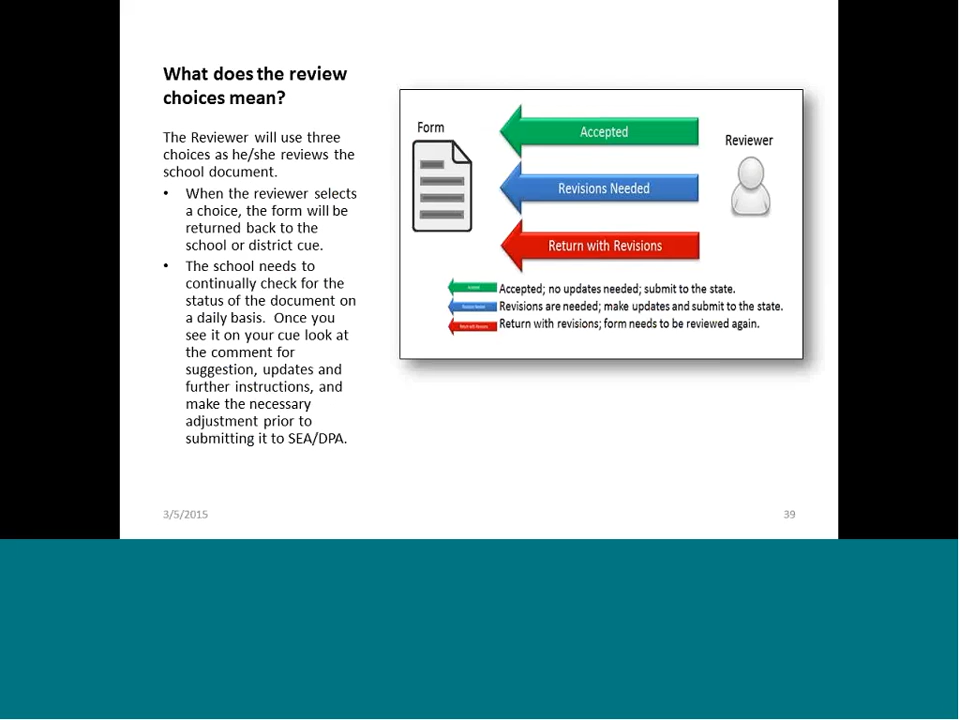 What does the review
choices mean?
The Reviewer will use three
choices as he/she reviews the
school document.
• When the reviewer selects
a choice, the form will be
returned back to the
school or district cue.
• The school needs to
continually check for the
status of the document on
a daily basis. Once you
see it on your cue look at
the comment for
suggestion, updates and
further instructions, and
make the necessary
adjustment prior to
submitting it to SEA/DPA.
Form
Accepted
Revisions Needed
Return with Revisions
Reviewer
Accepted Accepted; no updates needed; submit to the state.
Revisions Needed Revisions are needed; make updates and submit to the state.
Return with Revisions Return with revisions; form needs to be reviewed again.
3/5/2015
39